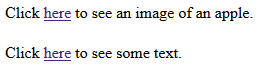 Click here to see an image of an apple.
Click here to see some text.